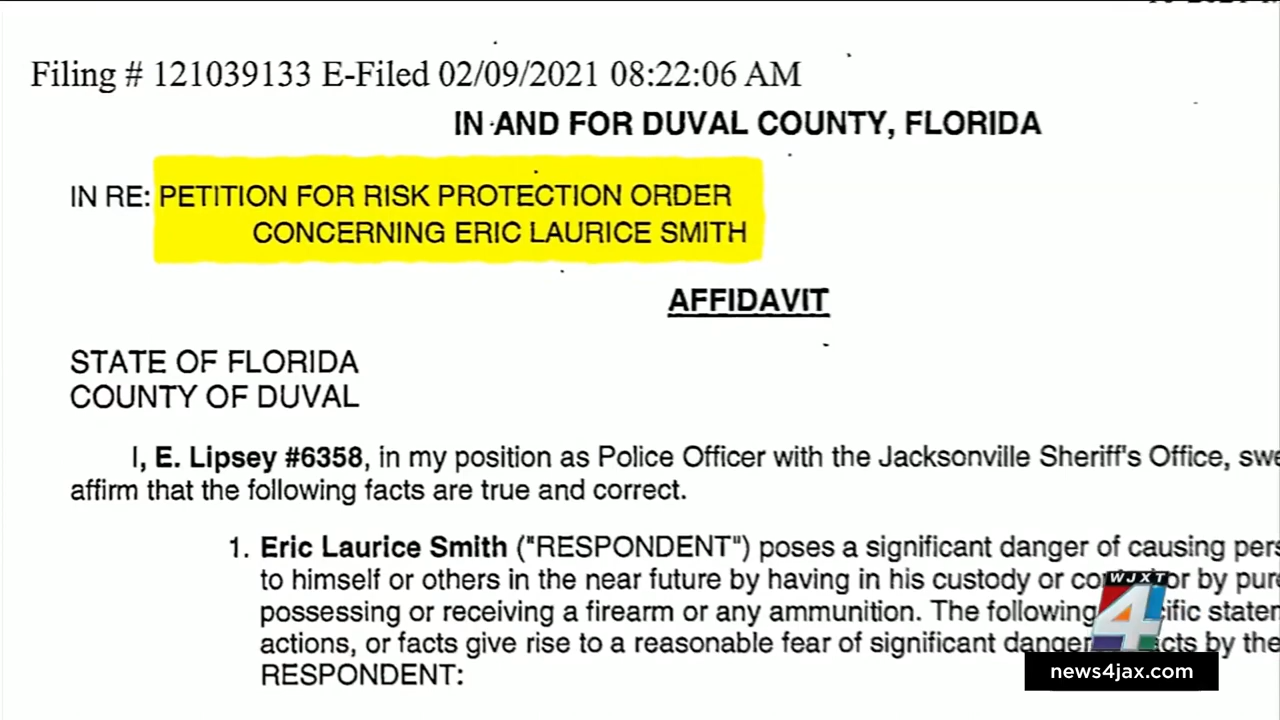 Filing # 121039133 E-Filed 02/09/2021 08:22:06 AM
IN AND FOR DUVAL COUNTY, FLORIDA
IN RE: PETITION FOR RISK PROTECTION ORDER
CONCERNING ERIC LAURICE SMITH
AFFIDAVIT
STATE OF FLORIDA
COUNTY OF DUVAL
I, E. Lipsey #6358, in my position as Police Officer with the Jacksonville Sheriff's Office,
affirm that the following facts are true and correct.
1. Eric Laurice Smith ("RESPONDENT") poses a significant danger of causing
to himself or others in the near future by having in his custody or or by
possessing or receiving a firearm or any ammunition. The following
actions, or facts give rise to a reasonable fear of significant by the
RESPONDENT:
WJXT
4
news4jax.com